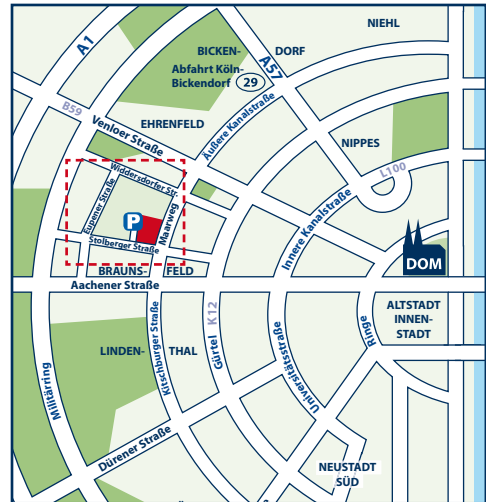 NIEHL
A1
BICKEN-
DORF
A57
Abfahrt Köln-
Bickendorf
29
B59
Venloer Straße
EHRENFELD
Äußere Kanalstraße
NIPPES
L100
Widdersdorfer Str.
Eupener Straße
P
Maarweg
Stolberger Straße
Innere Kanalstraße
DOM
BRAUNS-
FELD
Aachener Straße
Militärring
Kitschburger Straße
Gürtel
K12
Universitätsstraße
Ringe
ALTSTADT
INNEN-
STADT
LINDEN-
THAL
Dürener Straße
NEUSTADT
SÜD